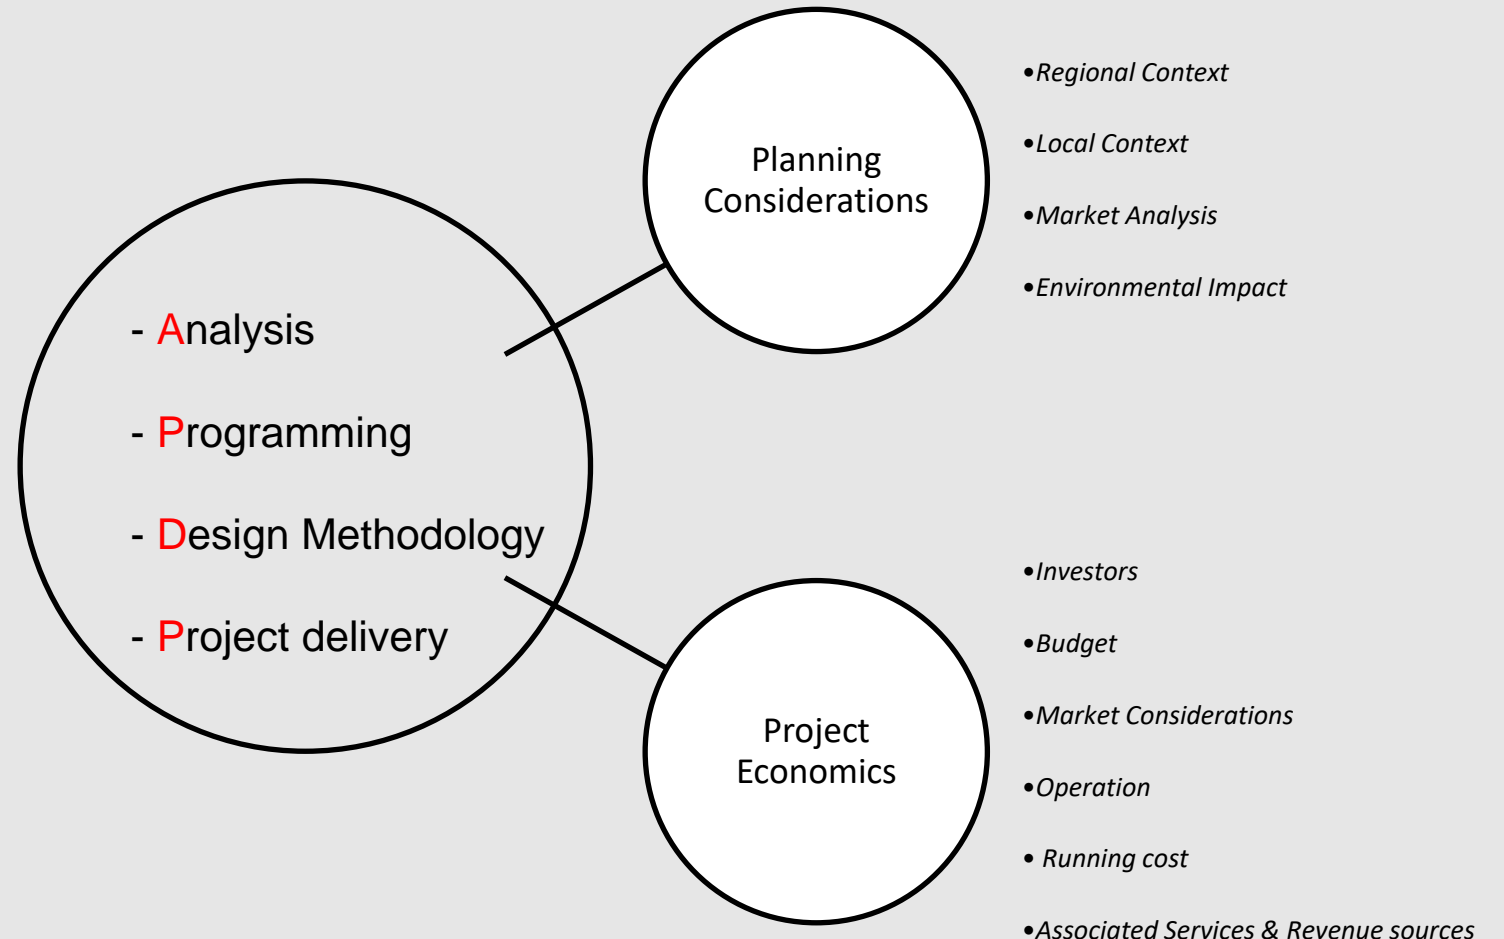 - Analysis
- Programming
- Design Methodology
- Project delivery
Planning
Considerations
•Regional Context
•Local Context
•Market Analysis
•Environmental Impact
Project
Economics
•Investors
•Budget
•Market Considerations
•Operation
• Running cost
•Associated Services & Revenue sources